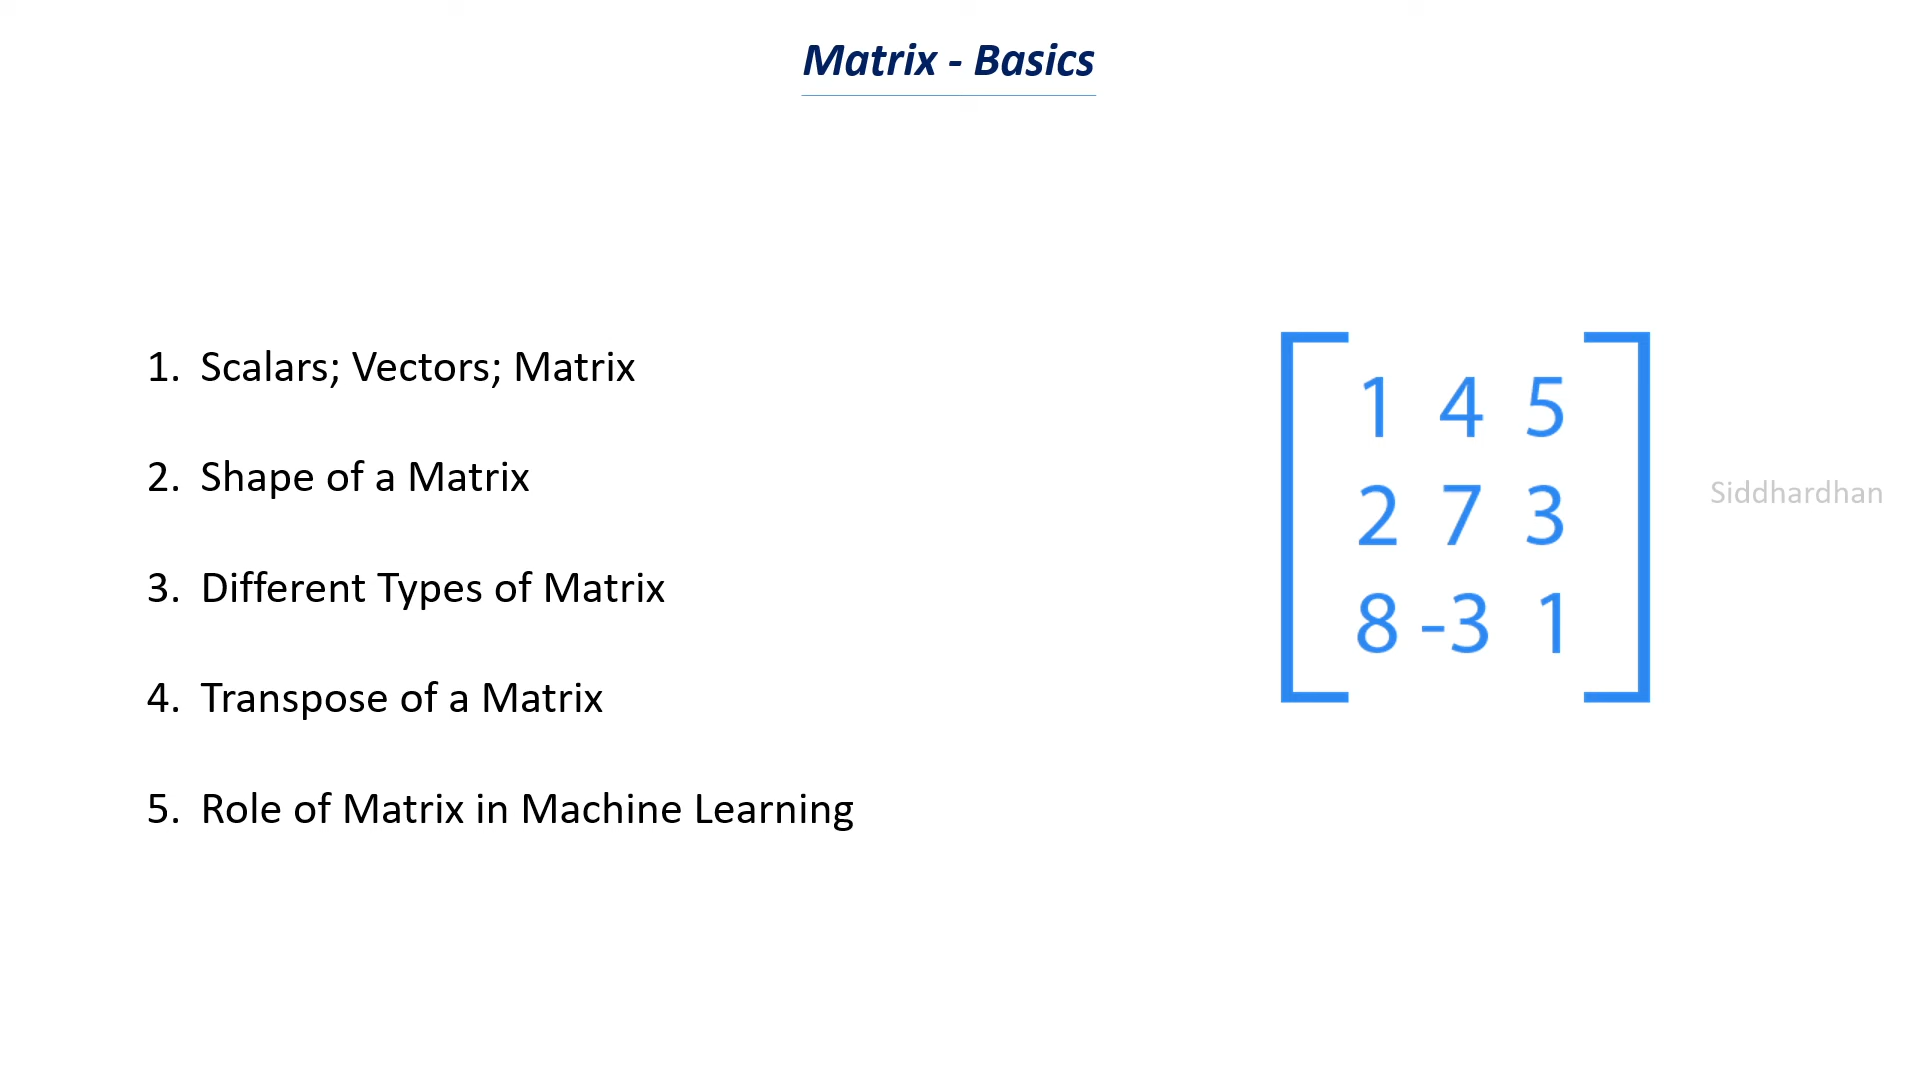 Matrix - Basics
1. Scalars; Vectors; Matrix
2. Shape of a Matrix
3. Different Types of Matrix
4. Transpose of a Matrix
5. Role of Matrix in Machine Learning
1 4 5
2 7 3
8 -3 1
Siddhardhan